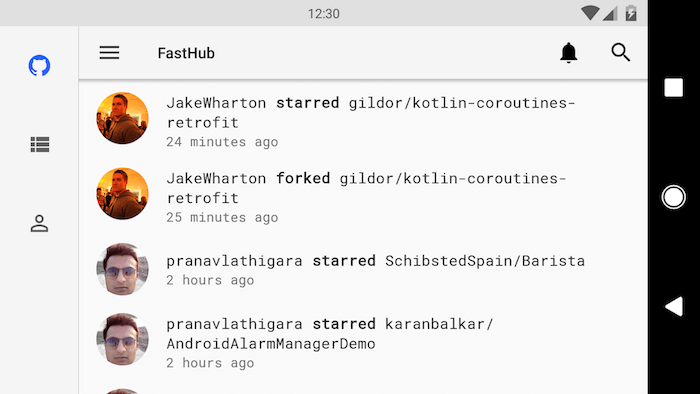 12:30
FastHub
JakeWharton starred gildor/kotlin-coroutines-
retrofit
24 minutes ago
JakeWharton forked gildor/kotlin-coroutines-
retrofit
25 minutes ago
pranavlathigara starred SchibstedSpain/Barista
2 hours ago
pranavlathigara starred karanbalkar/
AndroidAlarmManagerDemo
2 hours ago